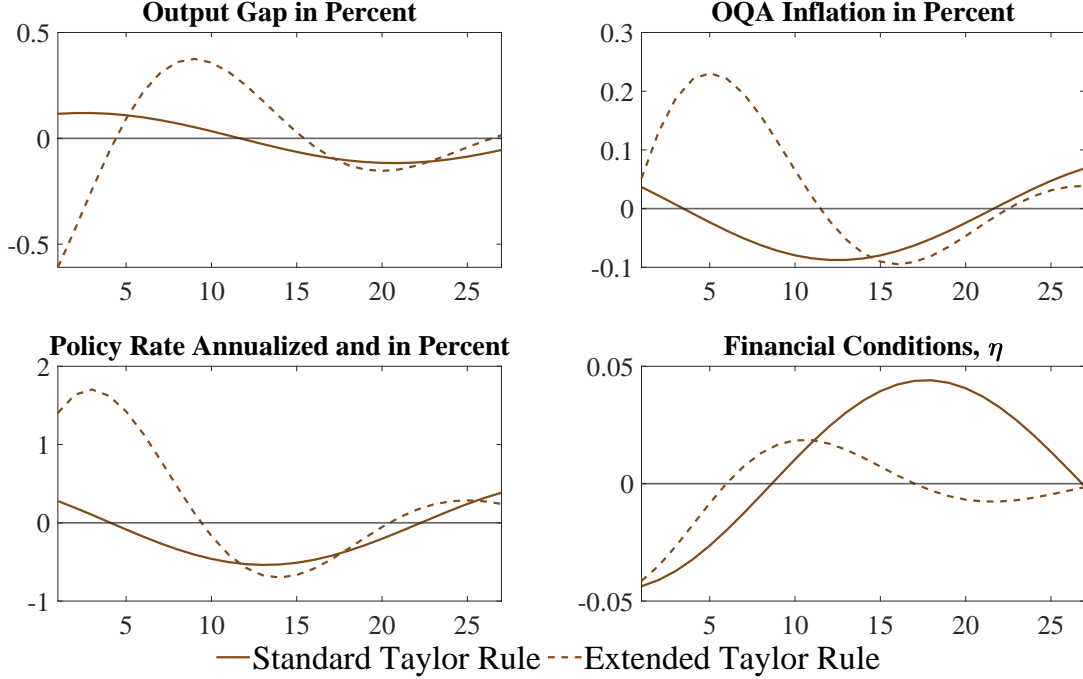 Output Gap in Percent
0.5
0
-0.5
5 10 15 20 25
OQA Inflation in Percent
0.3
0.2
0.1
0
-0.1
5 10 15 20 25
Policy Rate Annualized and in Percent
2
1
0
-1
5 10 15 20 25
Financial Conditions, η
0.05
0
-0.05
5 10 15 20 25
Standard Taylor Rule Extended Taylor Rule